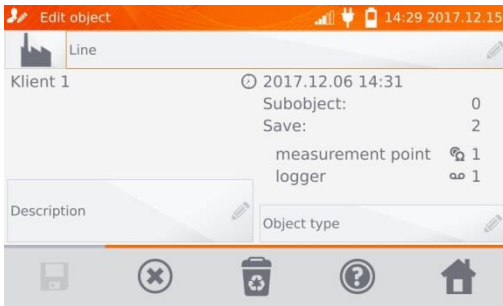 Edit object 14:29 2017.12.15
Line
Klient 1
2017.12.06 14:31
Subobject: 0
Save: 2
measurement point Ω 1
logger 1
Description
Object type
?